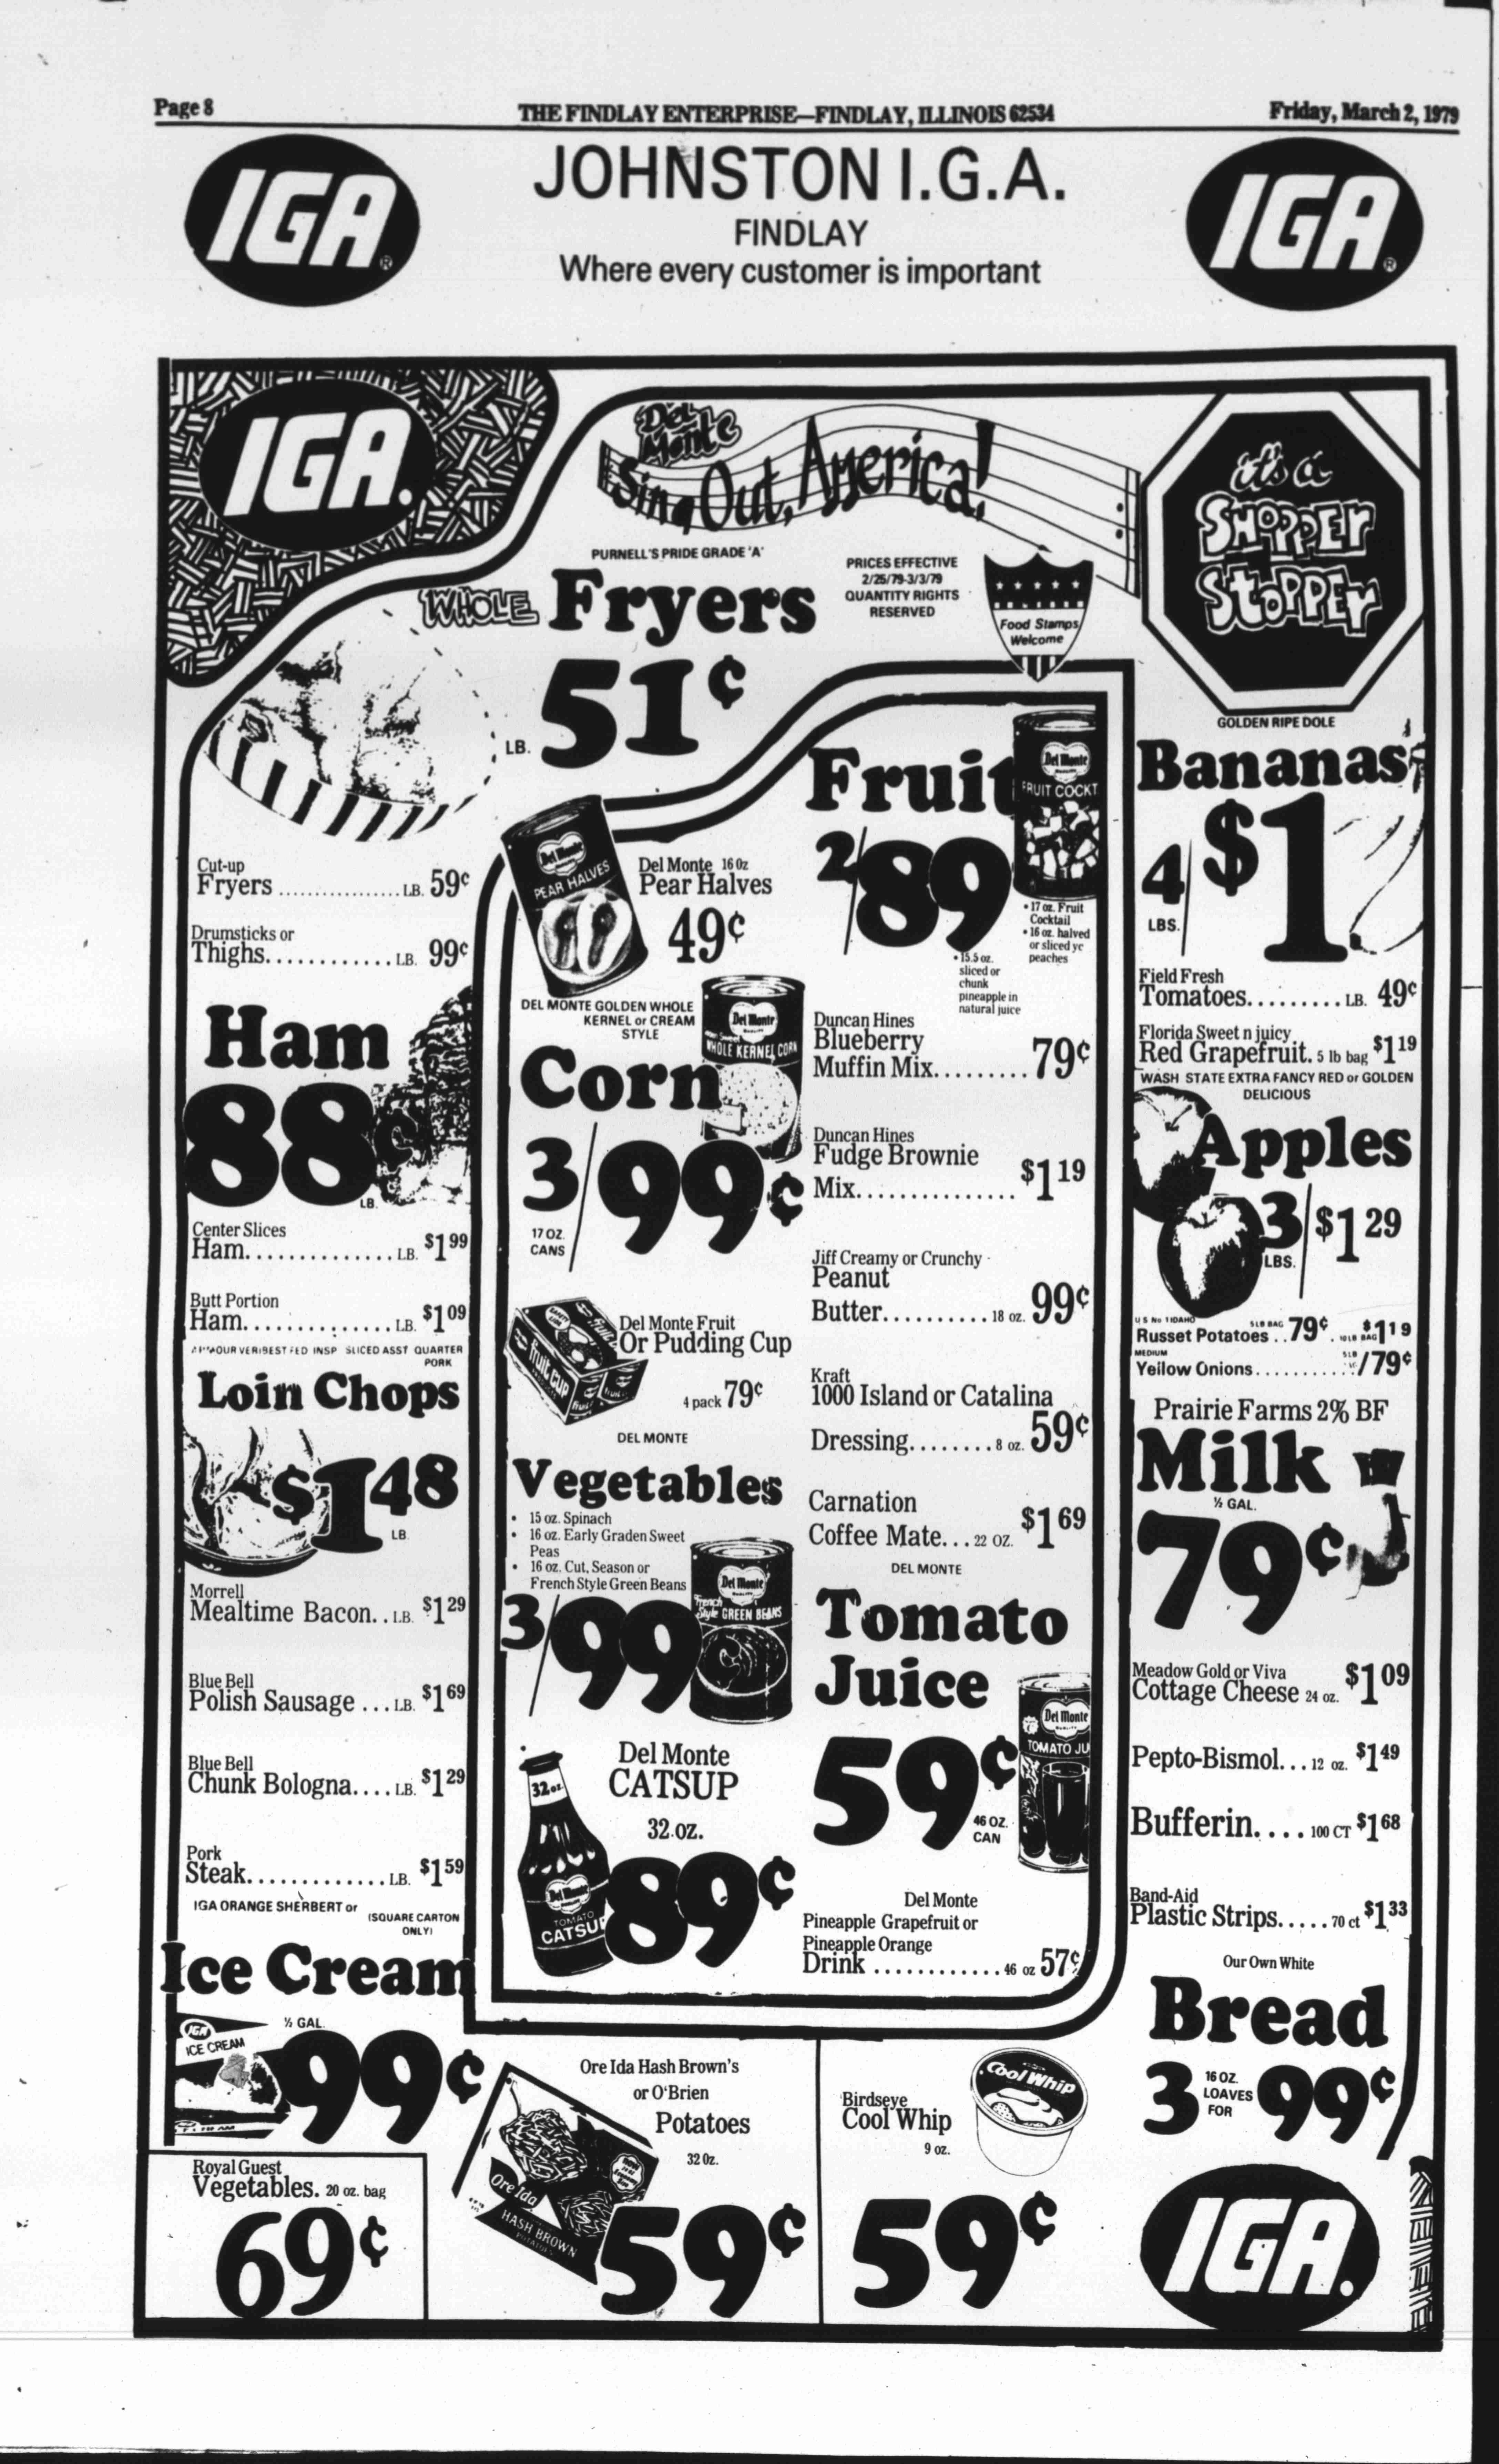 Page 8
THE FINDLAY ENTERPRISE—FINDLAY, ILLINOIS 62534
Friday, March 2, 1979
IGA ®
JOHNSTON I.G.A.
FINDLAY
Where every customer is important
IGA ®
IGA
Del Monte
Sing Out, America!
it's a
SHOPPER
STOPPER
PURNELL'S PRIDE GRADE 'A'
WHOLE Fryers
LB. 51¢
PRICES EFFECTIVE
2/25/79-3/3/79
QUANTITY RIGHTS
RESERVED
Food Stamps
Welcome
Cut-up
Fryers ................ LB. 59¢
Drumsticks or
Thighs............ LB. 99¢
Ham
88¢
LB.
Center Slices
Ham.............. LB. $1 99
Butt Portion
Ham.............. LB. $1 09
ARMOUR VERIBEST FED INSP SLICED ASST QUARTER
PORK
Loin Chops
$1 48
LB
Morrell
Mealtime Bacon.. LB. $1 29
Blue Bell
Polish Sausage ... LB. $1 69
Blue Bell
Chunk Bologna.... LB. $1 29
Pork
Steak............. LB. $1 59
IGA ORANGE SHERBERT or
(SQUARE CARTON
ONLY)
Ice Cream
½ GAL.
IGA
ICE CREAM
99¢
Royal Guest
Vegetables. 20 oz. bag
69¢
Del Monte
PEAR HALVES
Del Monte 16 Oz
Pear Halves
49¢
DEL MONTE GOLDEN WHOLE
KERNEL or CREAM
STYLE
Corn
Del Monte
WHOLE KERNEL CORN
3/99¢
17 OZ.
CANS
fruit CUP
Del Monte Fruit
Or Pudding Cup
4 pack 79¢
DEL MONTE
Vegetables
• 15 oz. Spinach
• 16 oz. Early Graden Sweet
Peas
• 16 oz. Cut, Season or
French Style Green Beans
3/99
Del Monte
French
Style GREEN BEANS
Del Monte
CATSUP
32.OZ.
32 oz.
Del Monte
TOMATO
CATSUP
89¢
Fruit
Del Monte
FRUIT COCKT
2/89
• 17 oz. Fruit
Cocktail
• 16 oz. halved
or sliced yc
peaches
• 15.5 oz.
sliced or
chunk
pineapple in
natural juice
Duncan Hines
Blueberry
Muffin Mix......... 79¢
Duncan Hines
Fudge Brownie
Mix............... $1 19
Jiff Creamy or Crunchy
Peanut
Butter.......... 18 oz. 99¢
Kraft
1000 Island or Catalina
Dressing........ 8 oz. 59¢
Carnation
Coffee Mate... 22 OZ. $1 69
DEL MONTE
Tomato
Juice
59¢
46 OZ.
CAN
Del Monte
TOMATO JU
Del Monte
Pineapple Grapefruit or
Pineapple Orange
Drink ............ 46 oz 57¢
GOLDEN RIPE DOLE
Bananas
4 LBS./$1
Field Fresh
Tomatoes......... LB. 49¢
Florida Sweet n juicy
Red Grapefruit. 5 lb bag $1 19
WASH STATE EXTRA FANCY RED or GOLDEN
DELICIOUS
Apples
3 LBS./$1 29
U S No 1 IDAHO
Russet Potatoes .. 5 LB BAG 79¢. 10 LB BAG $1 19
MEDIUM
Yellow Onions........... 5 LB /79¢
Prairie Farms 2% BF
Milk
½ GAL.
79¢
Meadow Gold or Viva
Cottage Cheese 24 oz. $1 09
Pepto-Bismol... 12 oz. $1 49
Bufferin.... 100 CT $1 68
Band-Aid
Plastic Strips..... 70 ct $1 33
Our Own White
Bread
3 16 OZ. LOAVES FOR 99¢
Ore Ida Hash Brown's
or O'Brien
Potatoes
32 Oz.
Ore Ida
HASH BROWN
POTATOES
59¢
Birdseye
Cool Whip
9 oz.
Cool Whip
59¢
IGA